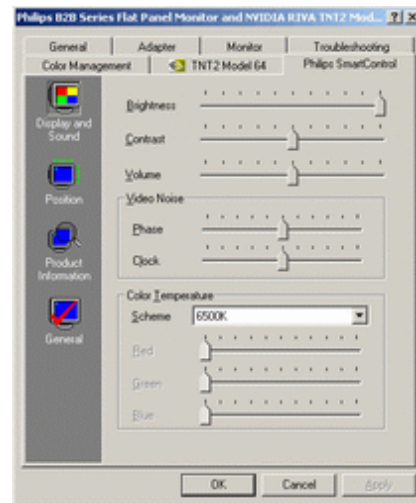 Philips B2B Series Flat Panel Monitor and NVIDIA RIVA TNT2 Mod...
General Adapter Monitor Troubleshooting
Color Management TNT2 Model 64 Philips SmartControl
Display and
Sound
Position
Product
Information
General
Brightness
Contrast
Volume
Video Noise
Phase
Clock
Color Temperature
Scheme 6500K
Red
Green
Blue
OK Cancel Apply